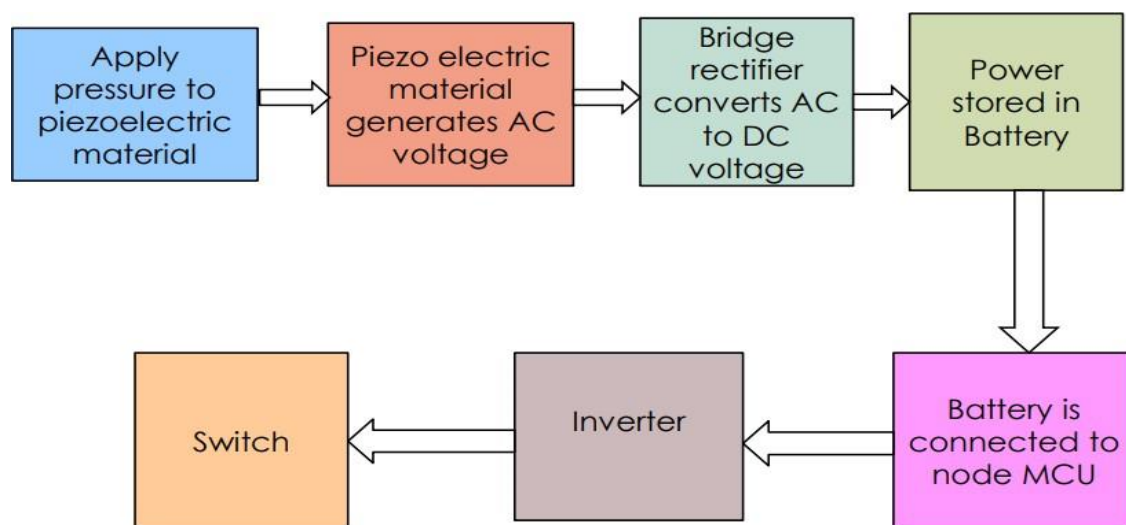 Apply
pressure to
piezoelectric
material
Piezo electric
material
generates AC
voltage
Bridge
rectifier
converts AC
to DC
voltage
Power
stored in
Battery
Switch
Inverter
Battery is
connected to
node MCU